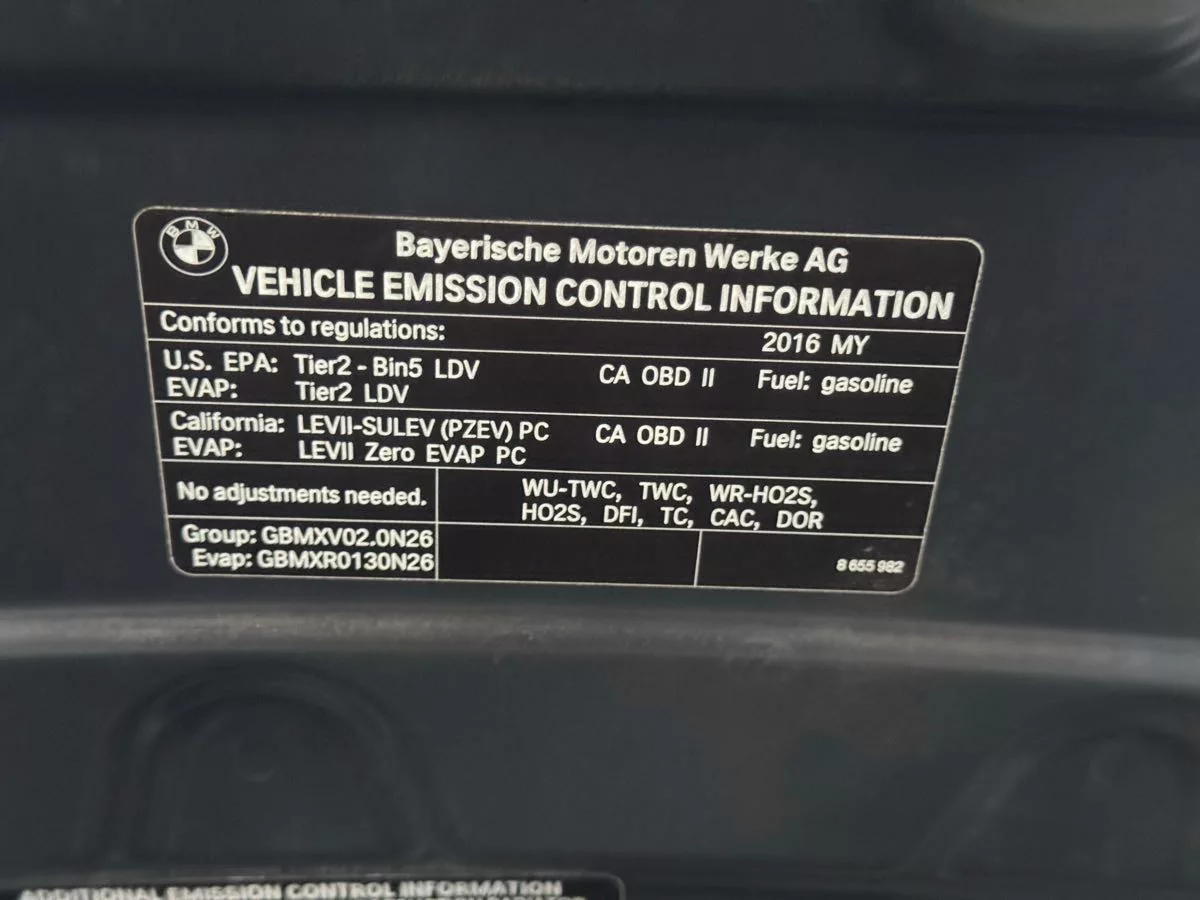 BMW
Bayerische Motoren Werke AG
VEHICLE EMISSION CONTROL INFORMATION
Conforms to regulations: 2016 MY
U.S. EPA: Tier2 - Bin5 LDV CA OBD II Fuel: gasoline
EVAP: Tier2 LDV
California: LEVII-SULEV (PZEV) PC CA OBD II Fuel: gasoline
EVAP: LEVII Zero EVAP PC
No adjustments needed.
WU-TWC, TWC, WR-HO2S,
HO2S, DFI, TC, CAC, DOR
Group: GBMXV02.0N26
Evap: GBMXR0130N26
8 655 982
ADDITIONAL EMISSION CONTROL INFORMATION